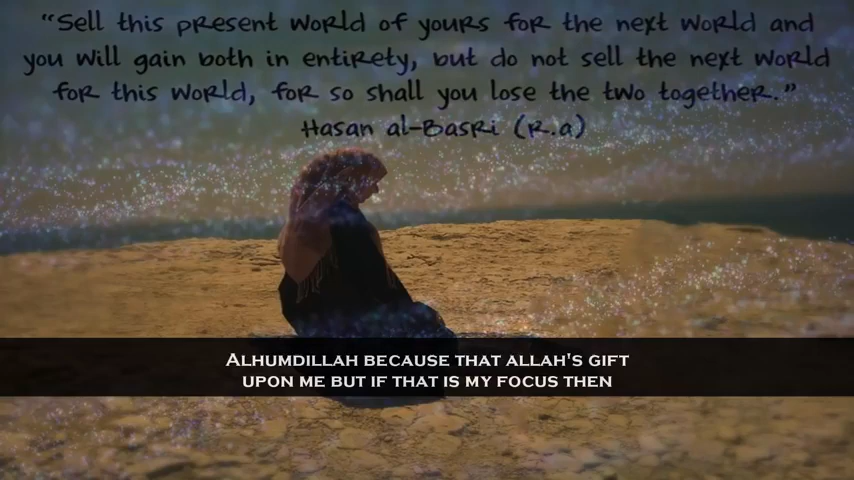 "Sell this present world of yours for the next world and
you will gain both in entirety, but do not sell the next world
for this world, for so shall you lose the two together."
Hasan al-Basri (r.a)
ALHUMDILLAH BECAUSE THAT ALLAH'S GIFT
UPON ME BUT IF THAT IS MY FOCUS THEN